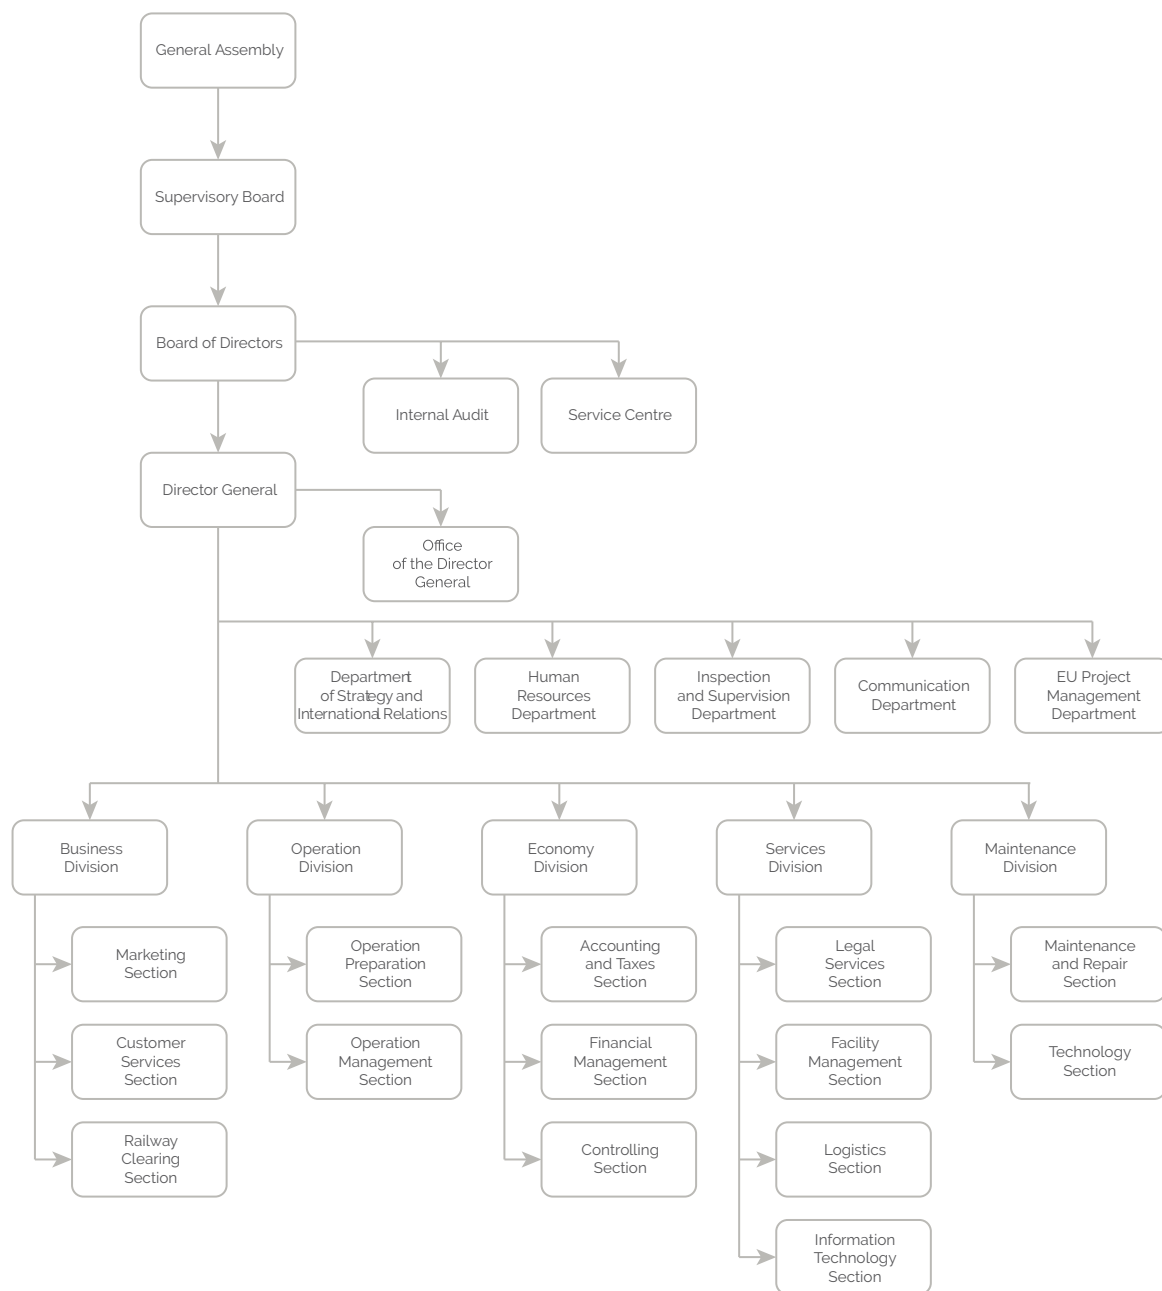 General Assembly
Supervisory Board
Board of Directors
Internal Audit
Service Centre
Director General
Office
of the Director
General
Department
of Strategy and
International Relations
Human
Resources
Department
Inspection
and Supervision
Department
Communication
Department
EU Project
Management
Department
Business
Division
Operation
Division
Economy
Division
Services
Division
Maintenance
Division
Marketing
Section
Customer
Services
Section
Railway
Clearing
Section
Operation
Preparation
Section
Operation
Management
Section
Accounting
and Taxes
Section
Financial
Management
Section
Controlling
Section
Legal
Services
Section
Facility
Management
Section
Logistics
Section
Information
Technology
Section
Maintenance
and Repair
Section
Technology
Section